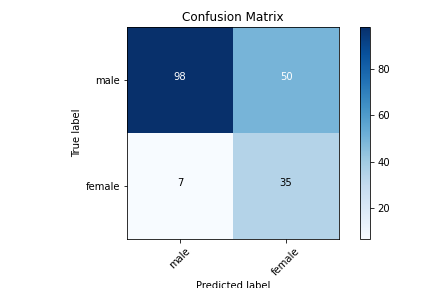 Confusion Matrix
True label
male
98
50
female
7
35
male
female
Predicted label
80
60
40
20